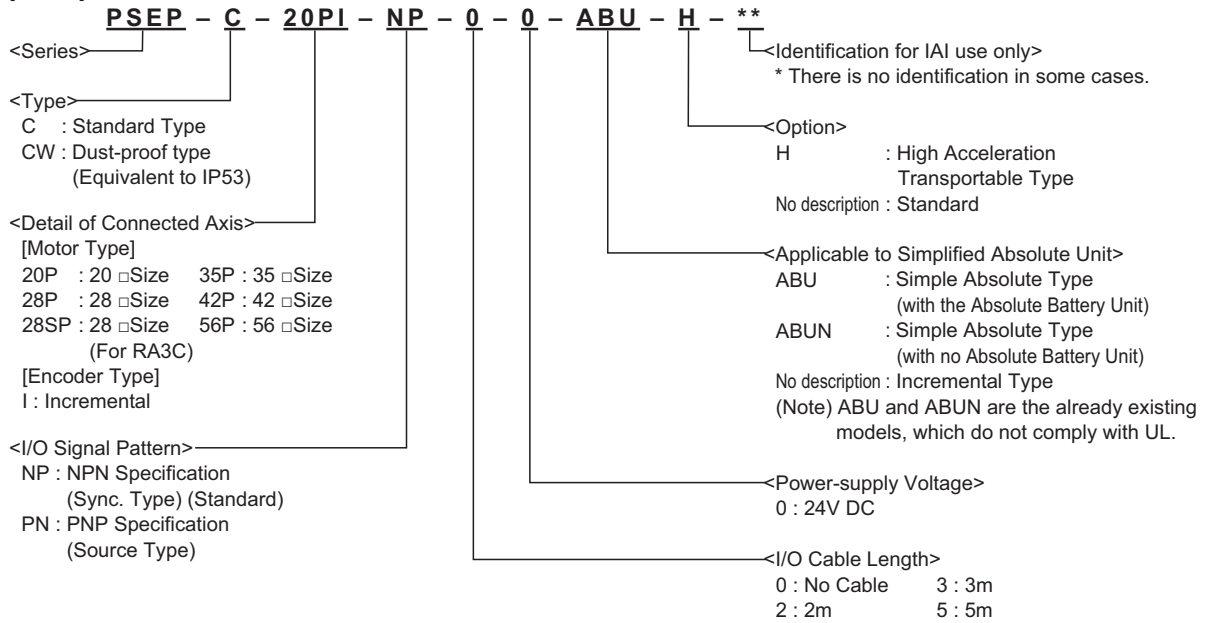 PSEP – C – 20PI – NP – 0 – 0 – ABU – H – **
<Series>
<Type>
C : Standard Type
CW : Dust-proof type
(Equivalent to IP53)
<Detail of Connected Axis>
[Motor Type]
20P : 20 □Size 35P : 35 □Size
28P : 28 □Size 42P : 42 □Size
28SP : 28 □Size 56P : 56 □Size
(For RA3C)
[Encoder Type]
I : Incremental
<I/O Signal Pattern>
NP : NPN Specification
(Sync. Type) (Standard)
PN : PNP Specification
(Source Type)
<Identification for IAI use only>
* There is no identification in some cases.
<Option>
H : High Acceleration
Transportable Type
No description : Standard
<Applicable to Simplified Absolute Unit>
ABU : Simple Absolute Type
(with the Absolute Battery Unit)
ABUN : Simple Absolute Type
(with no Absolute Battery Unit)
No description : Incremental Type
(Note) ABU and ABUN are the already existing
models, which do not comply with UL.
<Power-supply Voltage>
0 : 24V DC
<I/O Cable Length>
0 : No Cable 3 : 3m
2 : 2m 5 : 5m